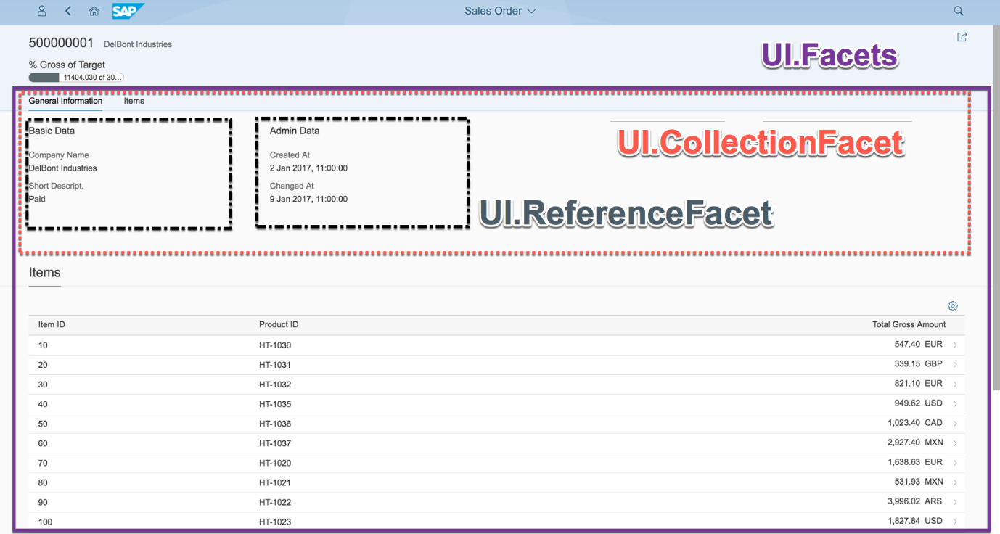 SAP
Sales Order
500000001 DelBont Industries
% Gross of Target
11404.030 of 30...
UI.Facets
General Information Items
Basic Data
Company Name
DelBont Industries
Short Descript.
Paid
Admin Data
Created At
2 Jan 2017, 11:00:00
Changed At
9 Jan 2017, 11:00:00
UI.CollectionFacet
UI.ReferenceFacet
Items
Item ID Product ID Total Gross Amount
10 HT-1030 547.40 EUR
20 HT-1031 339.15 GBP
30 HT-1032 821.10 EUR
40 HT-1035 949.62 USD
50 HT-1036 1,023.40 CAD
60 HT-1037 2,927.40 MXN
70 HT-1020 1,638.63 EUR
80 HT-1021 531.93 MXN
90 HT-1022 3,996.02 ARS
100 HT-1023 1,827.84 USD